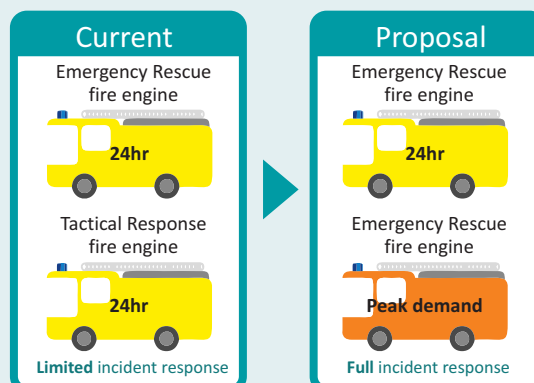 Current
Emergency Rescue
fire engine
24hr
Tactical Response
fire engine
24hr
Limited incident response
Proposal
Emergency Rescue
fire engine
24hr
Emergency Rescue
fire engine
Peak demand
Full incident response